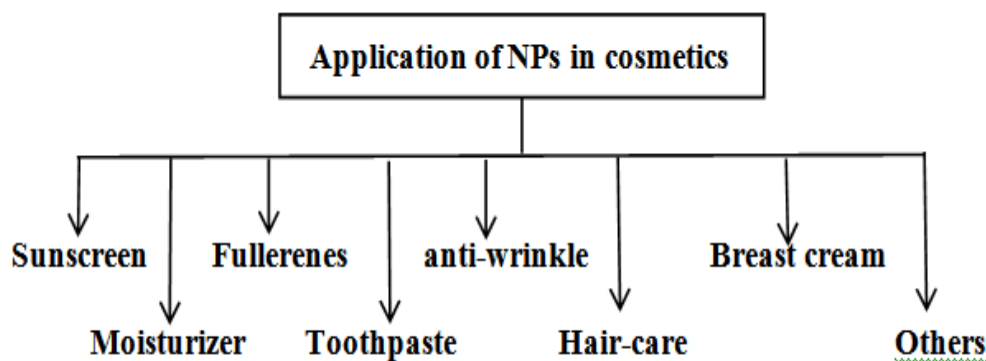 Application of NPs in cosmetics
Sunscreen Fullerenes anti-wrinkle Breast cream
Moisturizer Toothpaste Hair-care Others